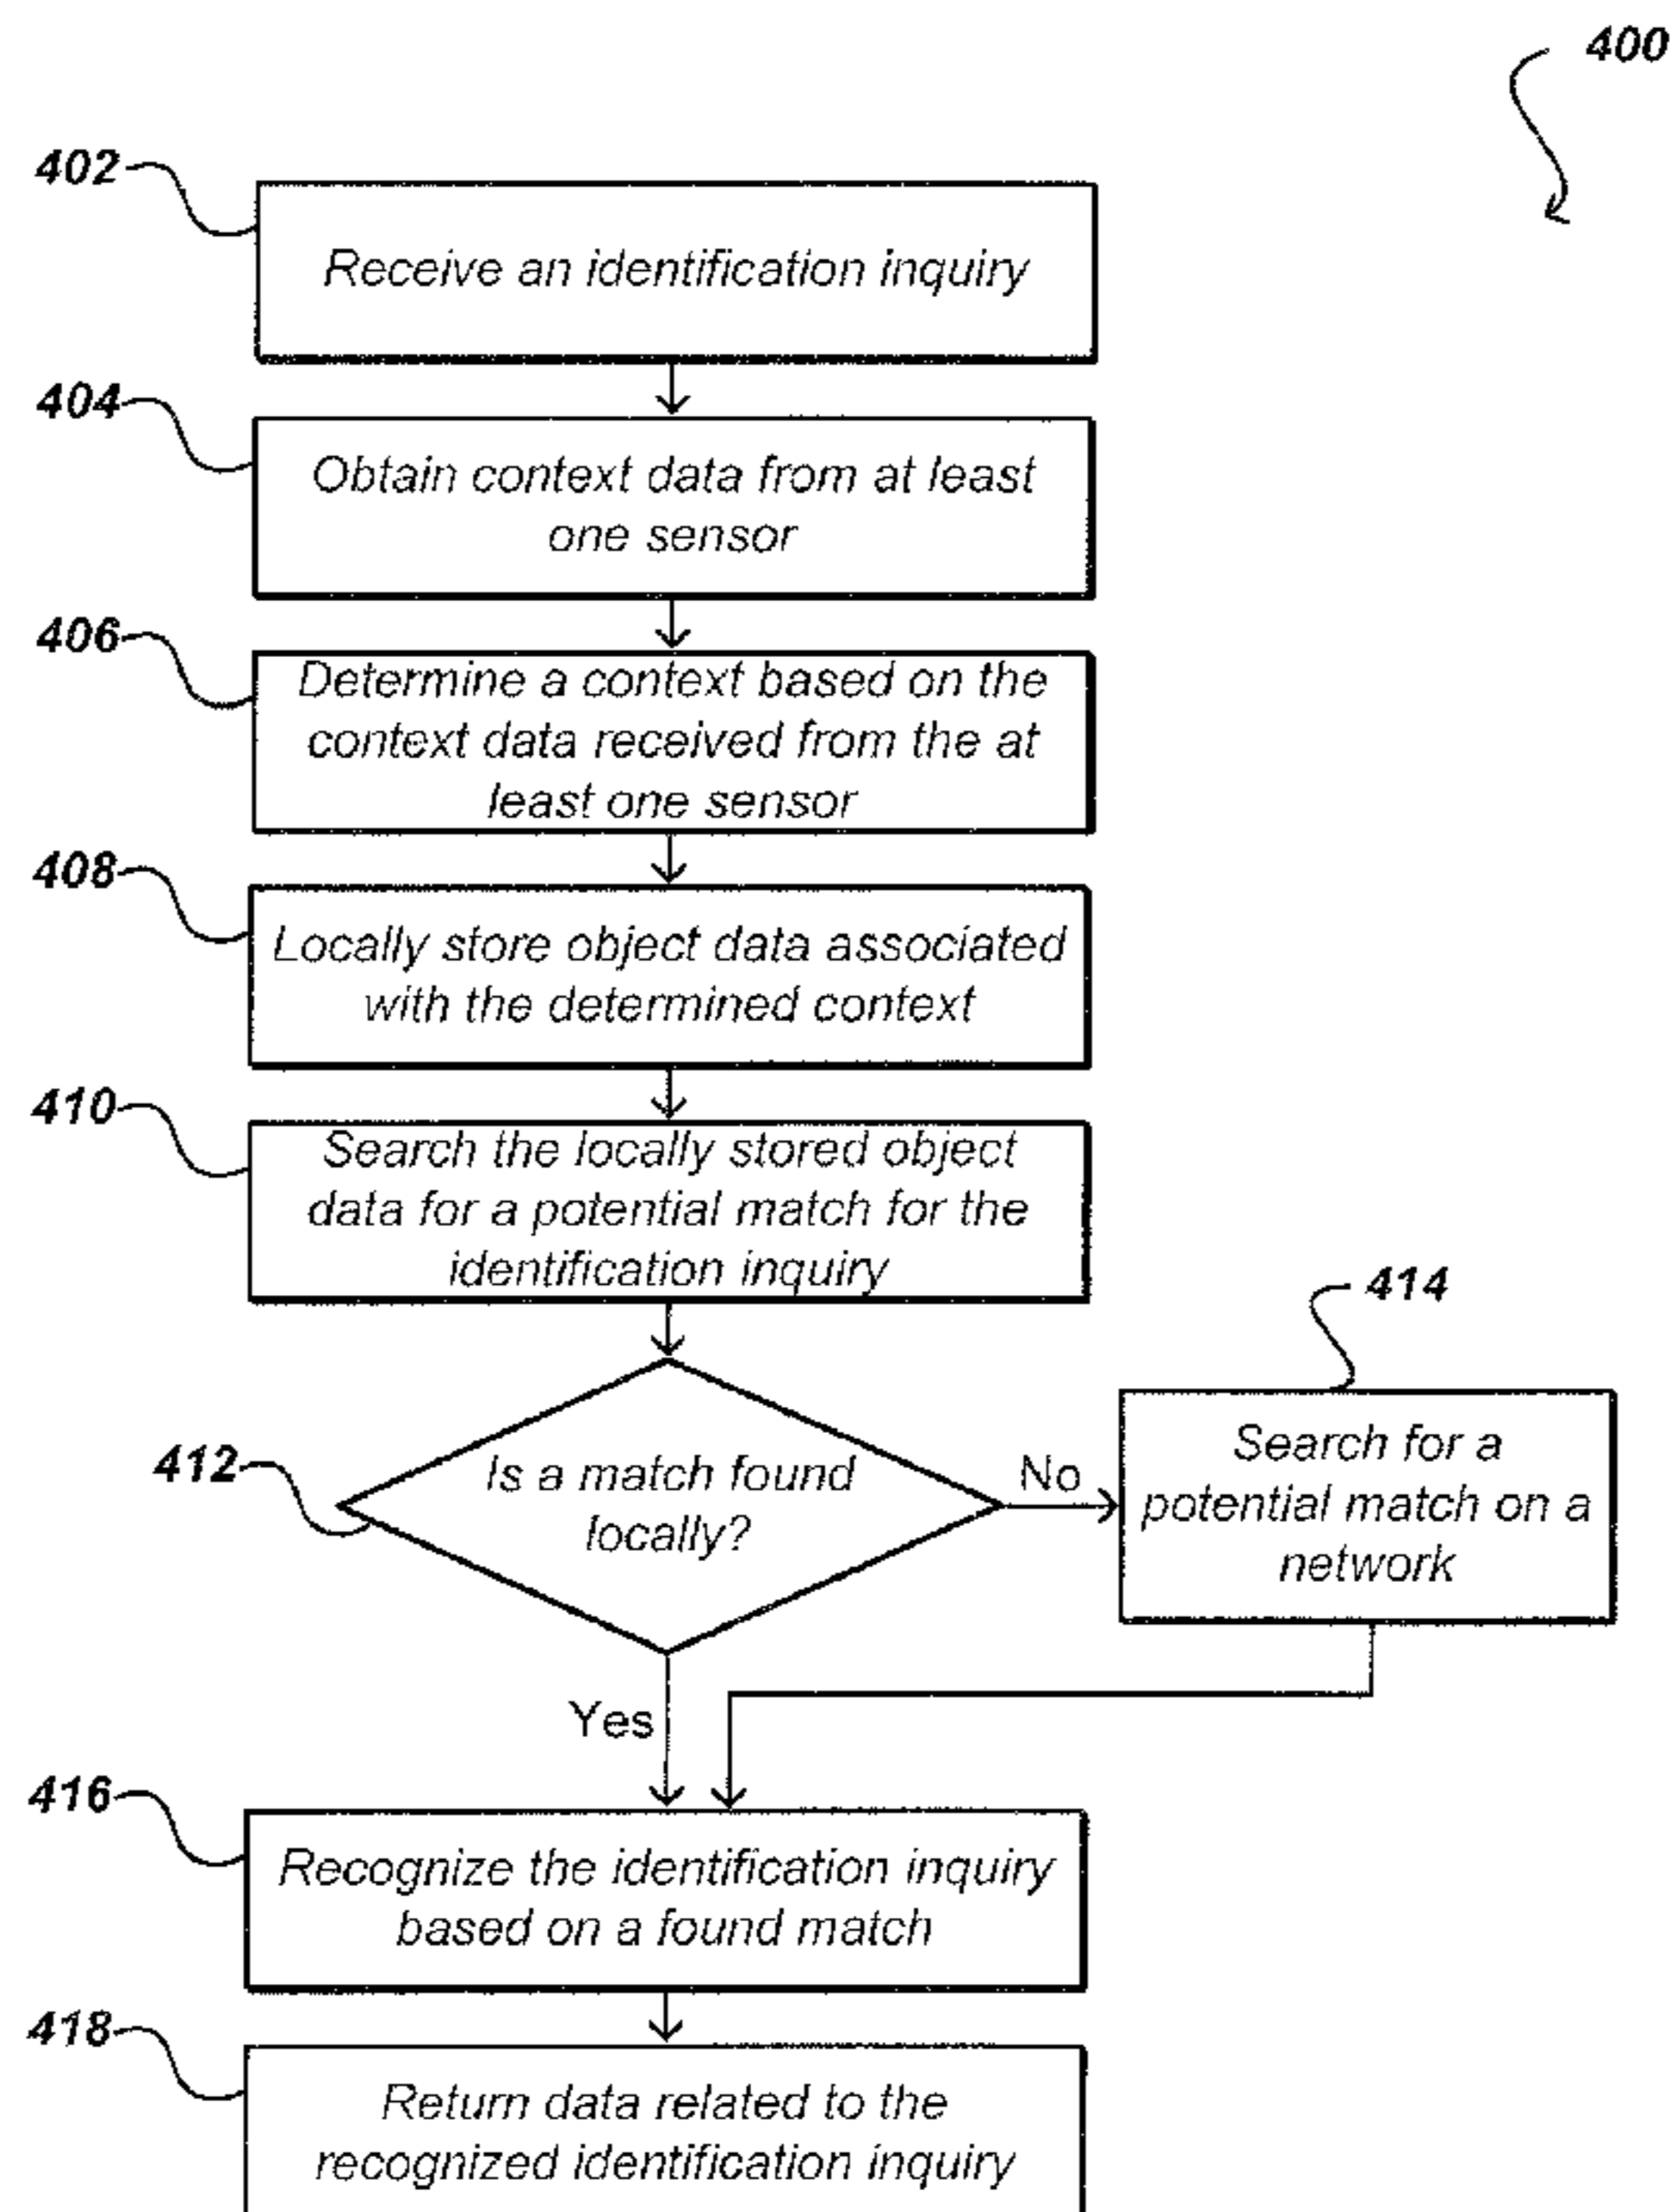 400
402
Receive an identification inquiry
404
Obtain context data from at least
one sensor
406
Determine a context based on the
context data received from the at
least one sensor
408
Locally store object data associated
with the determined context
410
Search the locally stored object
data for a potential match for the
identification inquiry
414
412
Is a match found
locally?
No
Search for a
potential match on a
network
Yes
416
Recognize the identification inquiry
based on a found match
418
Return data related to the
recognized identification inquiry